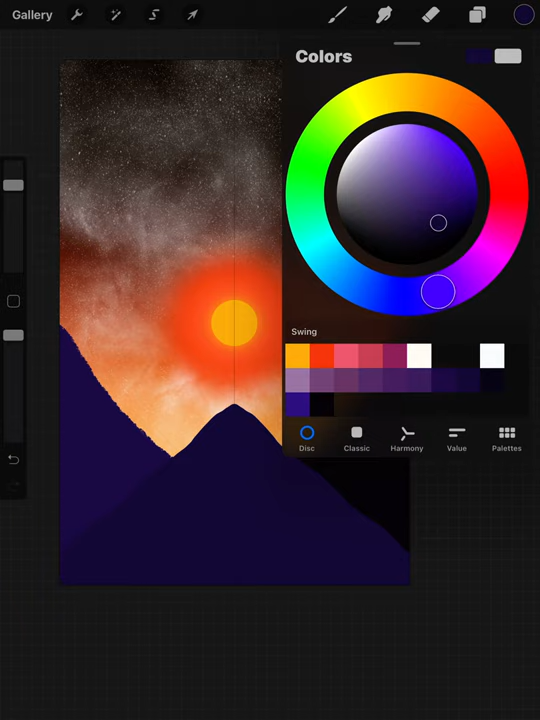 Gallery
Colors
Swing
Disc
Classic
Harmony
Value
Palettes